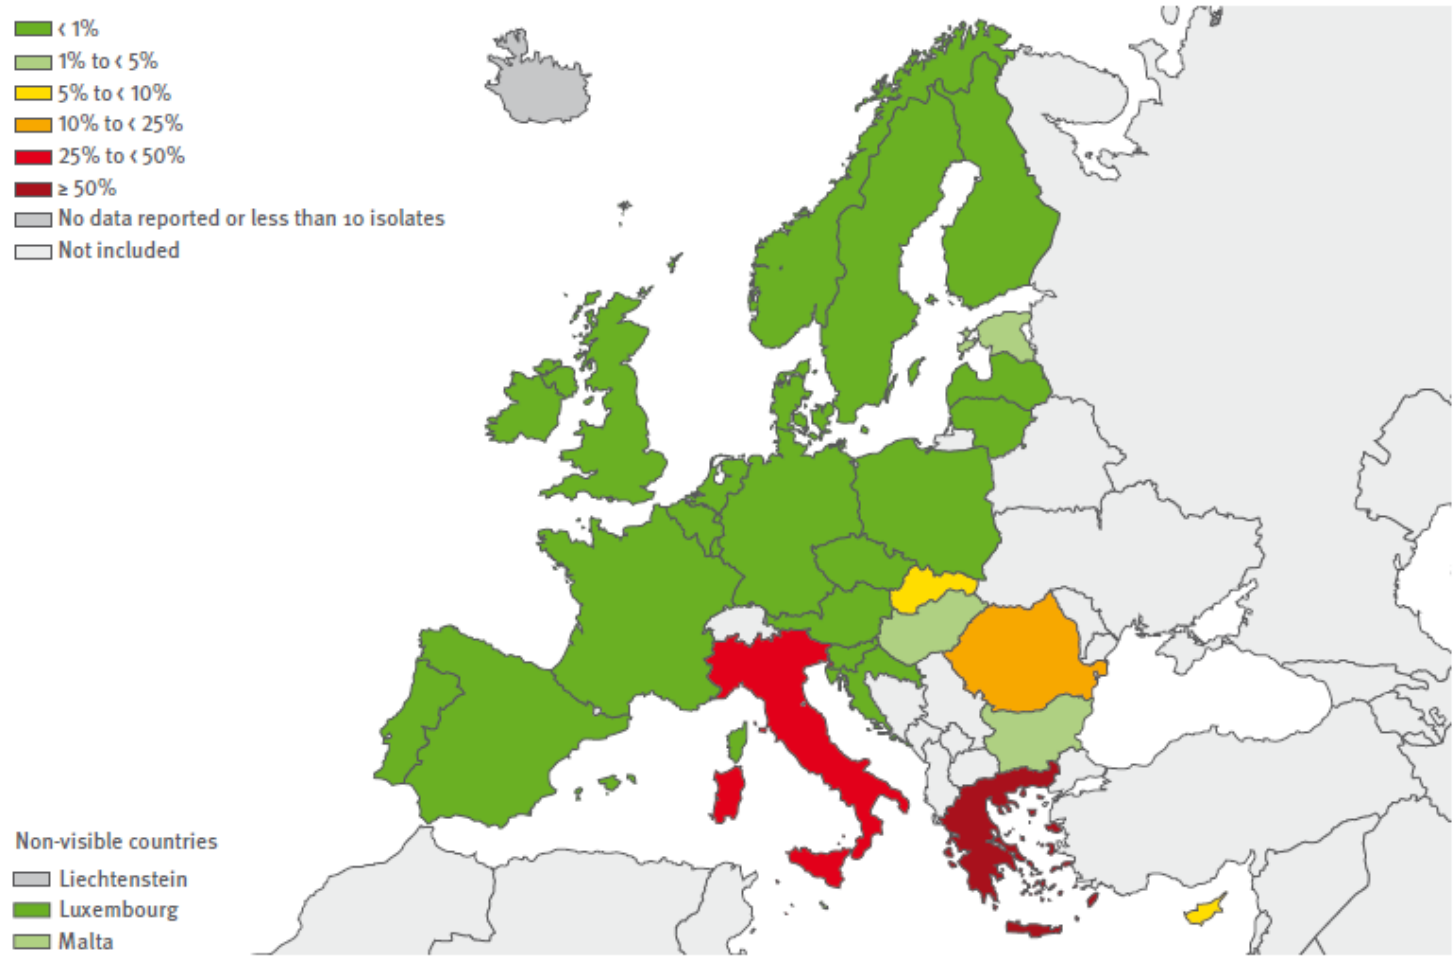 < 1%
1% to < 5%
5% to < 10%
10% to < 25%
25% to < 50%
≥ 50%
No data reported or less than 10 isolates
Not included
Non-visible countries
Liechtenstein
Luxembourg
Malta